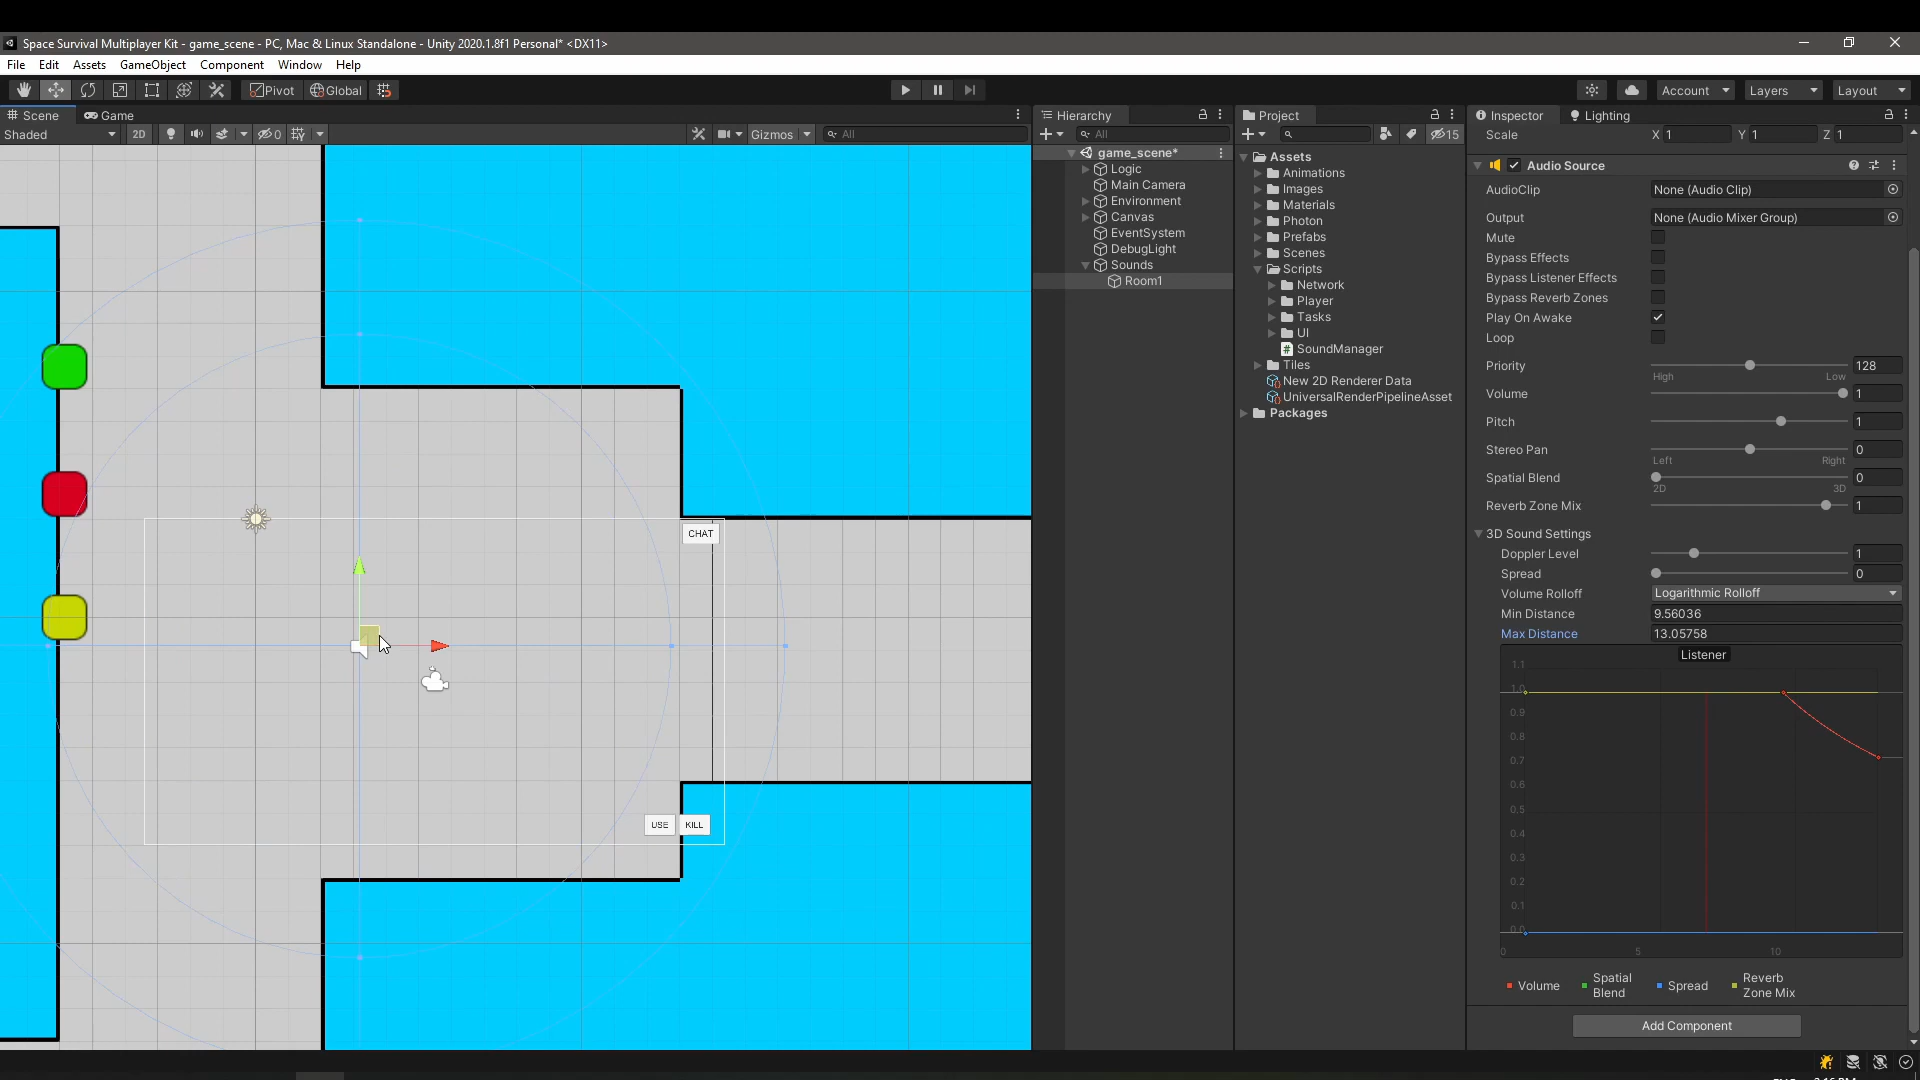 Space Survival Multiplayer Kit - game_scene - PC, Mac & Linux Standalone - Unity 2020.1.8f1 Personal* <DX11>
File Edit Assets GameObject Component Window Help
Pivot Global Account Layers Layout
Scene Game
Shaded 2D 0 Gizmos All
CHAT
USE KILL
Hierarchy
All
game_scene*
Logic
Main Camera
Environment
Canvas
EventSystem
DebugLight
Sounds
Room1
Project
15
Assets
Animations
Images
Materials
Photon
Prefabs
Scenes
Scripts
Network
Player
Tasks
UI
SoundManager
Tiles
New 2D Renderer Data
UniversalRenderPipelineAsset
Packages
Inspector Lighting
Scale X 1 Y 1 Z 1
Audio Source
AudioClip None (Audio Clip)
Output None (Audio Mixer Group)
Mute
Bypass Effects
Bypass Listener Effects
Bypass Reverb Zones
Play On Awake
Loop
Priority 128
High Low
Volume 1
Pitch 1
Stereo Pan 0
Left Right
Spatial Blend 0
2D 3D
Reverb Zone Mix 1
3D Sound Settings
Doppler Level 1
Spread 0
Volume Rolloff Logarithmic Rolloff
Min Distance 9.56036
Max Distance 13.05758
Listener
1.1
1.0
0.9
0.8
0.7
0.6
0.5
0.4
0.3
0.2
0.1
0.0
0 5 10
Volume Spatial Blend Spread Reverb Zone Mix
Add Component